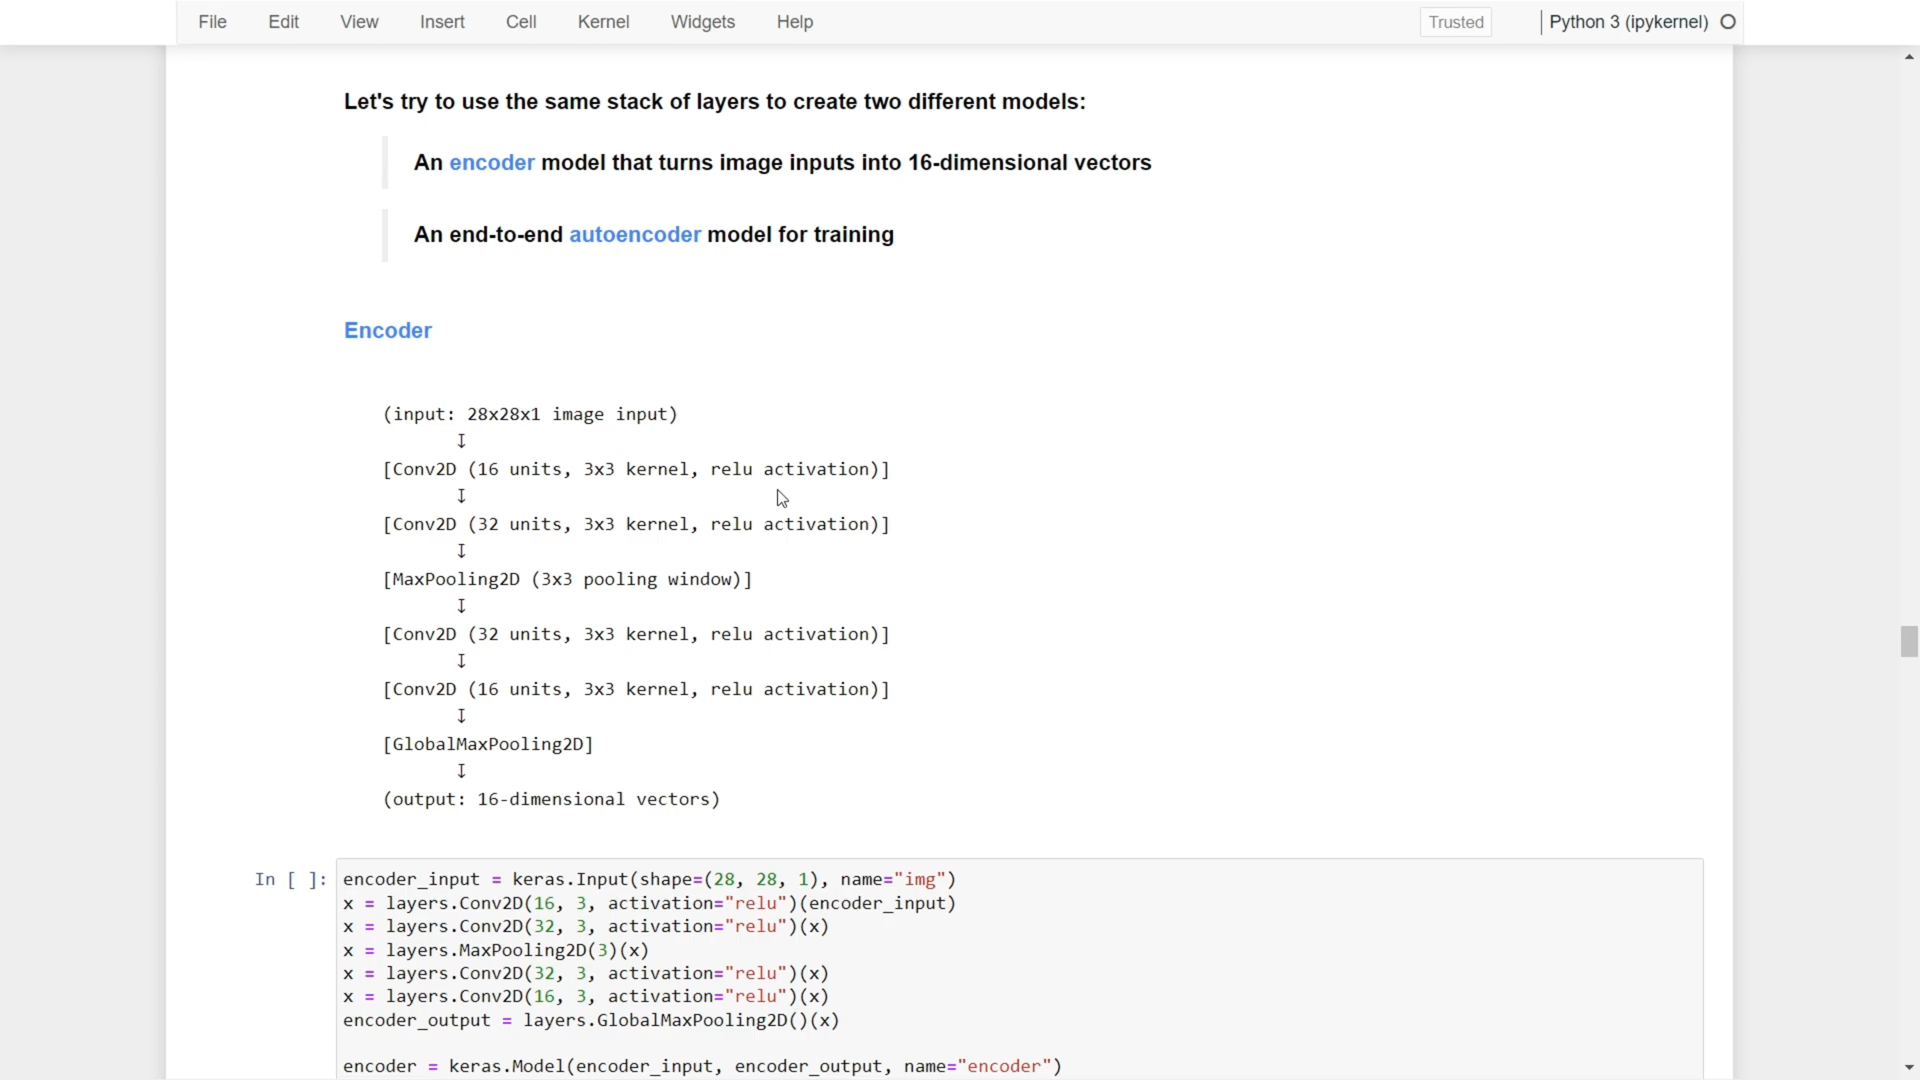 File Edit View Insert Cell Kernel Widgets Help Trusted Python 3 (ipykernel)
Let's try to use the same stack of layers to create two different models:
An encoder model that turns image inputs into 16-dimensional vectors
An end-to-end autoencoder model for training
Encoder
(input: 28x28x1 image input)
↧
[Conv2D (16 units, 3x3 kernel, relu activation)]
↧
[Conv2D (32 units, 3x3 kernel, relu activation)]
↧
[MaxPooling2D (3x3 pooling window)]
↧
[Conv2D (32 units, 3x3 kernel, relu activation)]
↧
[Conv2D (16 units, 3x3 kernel, relu activation)]
↧
[GlobalMaxPooling2D]
↧
(output: 16-dimensional vectors)
In [ ]: encoder_input = keras.Input(shape=(28, 28, 1), name="img")
x = layers.Conv2D(16, 3, activation="relu")(encoder_input)
x = layers.Conv2D(32, 3, activation="relu")(x)
x = layers.MaxPooling2D(3)(x)
x = layers.Conv2D(32, 3, activation="relu")(x)
x = layers.Conv2D(16, 3, activation="relu")(x)
encoder_output = layers.GlobalMaxPooling2D()(x)
encoder = keras.Model(encoder_input, encoder_output, name="encoder")